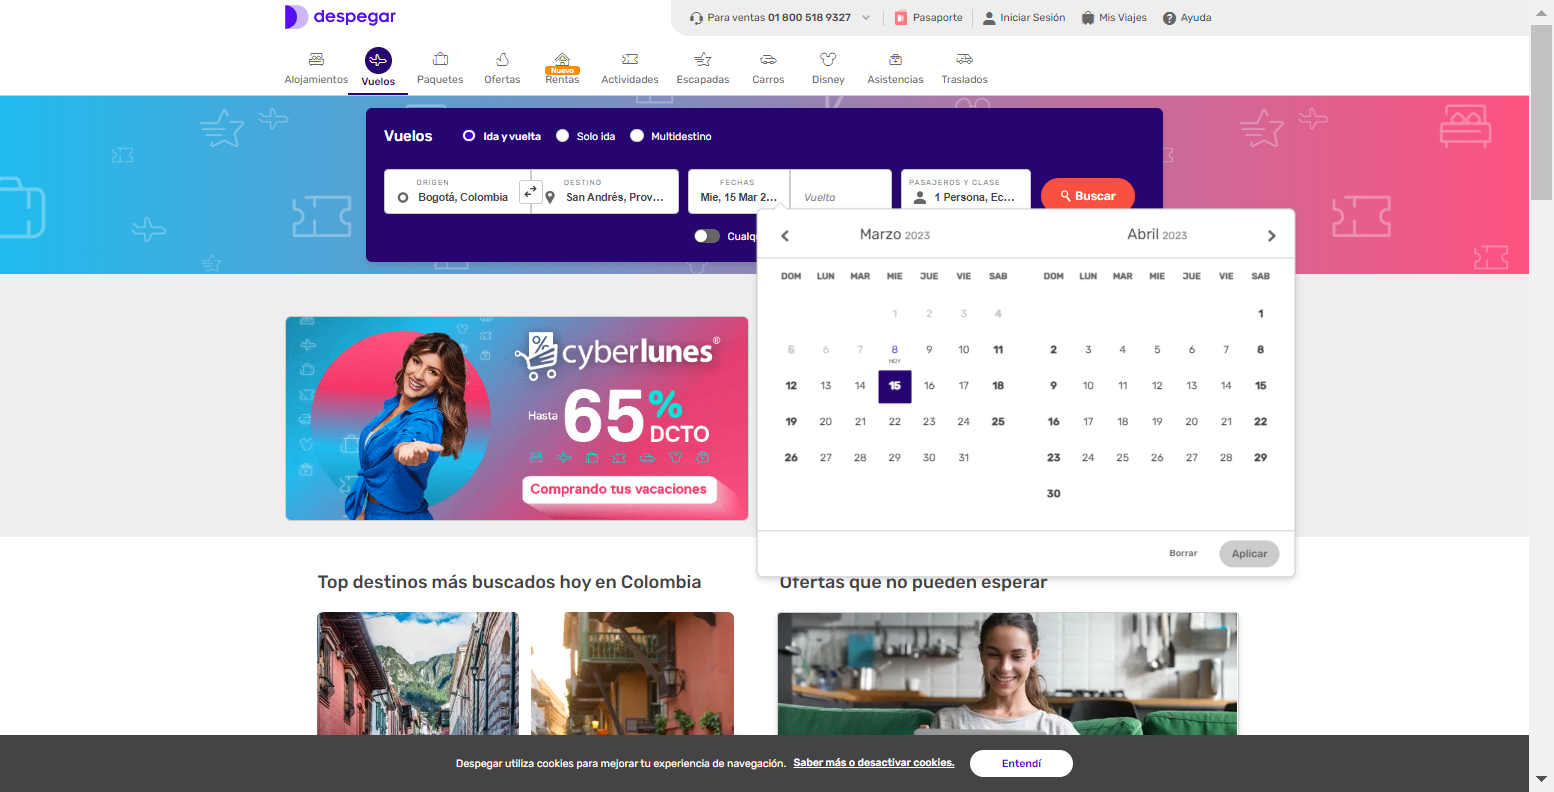 despegar
Para ventas 01 800 518 9327
Pasaporte
Iniciar Sesión
Mis Viajes
Ayuda
Alojamientos
Vuelos
Paquetes
Ofertas
Nuevo
Rentas
Actividades
Escapadas
Carros
Disney
Asistencias
Traslados
Vuelos
Ida y vuelta
Solo ida
Multidestino
ORIGEN
Bogotá, Colombia
DESTINO
San Andrés, Prov...
FECHAS
Mie, 15 Mar 2...
Vuelta
PASAJEROS Y CLASE
1 Persona, Ec...
Buscar
Cualqu
Marzo 2023
DOM LUN MAR MIE JUE VIE SAB
1 2 3 4
5 6 7 8 9 10 11
HOY
12 13 14 15 16 17 18
19 20 21 22 23 24 25
26 27 28 29 30 31
Abril 2023
DOM LUN MAR MIE JUE VIE SAB
1
2 3 4 5 6 7 8
9 10 11 12 13 14 15
16 17 18 19 20 21 22
23 24 25 26 27 28 29
30
Borrar
Aplicar
cyberlunes®
Hasta 65% DCTO
Comprando tus vacaciones
Top destinos más buscados hoy en Colombia
Ofertas que no pueden esperar
Despegar utiliza cookies para mejorar tu experiencia de navegación. Saber más o desactivar cookies.
Entendí